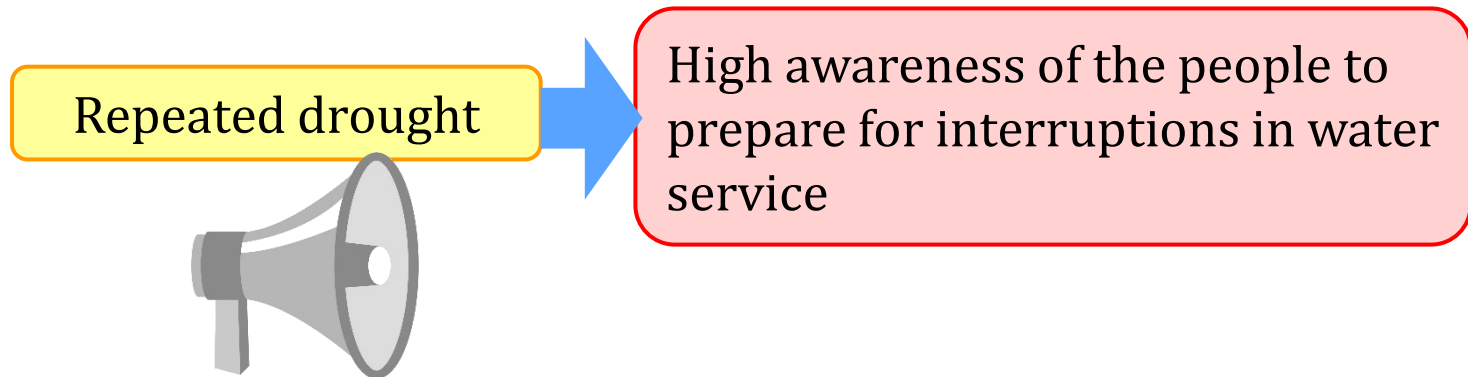 Repeated drought
High awareness of the people to
prepare for interruptions in water
service